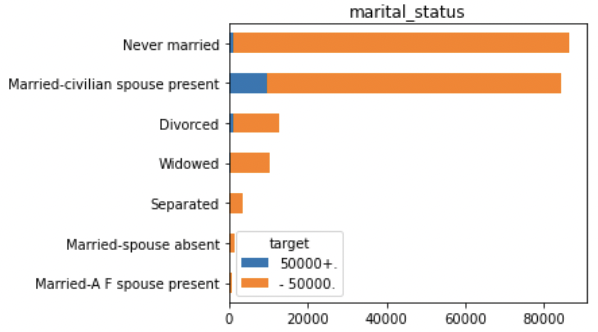 marital_status
Never married
Married-civilian spouse present
Divorced
Widowed
Separated
Married-spouse absent
Married-A F spouse present
target
50000+.
- 50000.
0 20000 40000 60000 80000